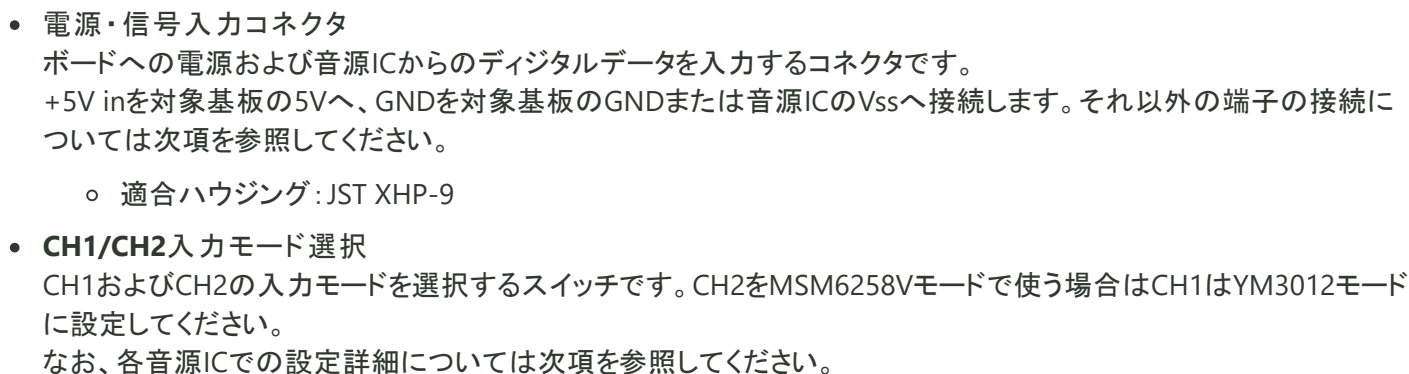 • 電源・信号入力コネクタ
ボードへの電源および音源ICからのディジタルデータを入力するコネクタです。
+5V inを対象基板の5Vへ、GNDを対象基板のGNDまたは音源ICのVssへ接続します。それ以外の端子の接続に
ついては次項を参照してください。
○ 適合ハウジング：JST XHP-9
• CH1/CH2入力モード選択
CH1およびCH2の入力モードを選択するスイッチです。CH2をMSM6258Vモードで使う場合はCH1はYM3012モード
に設定してください。
なお、各音源ICでの設定詳細については次項を参照してください。